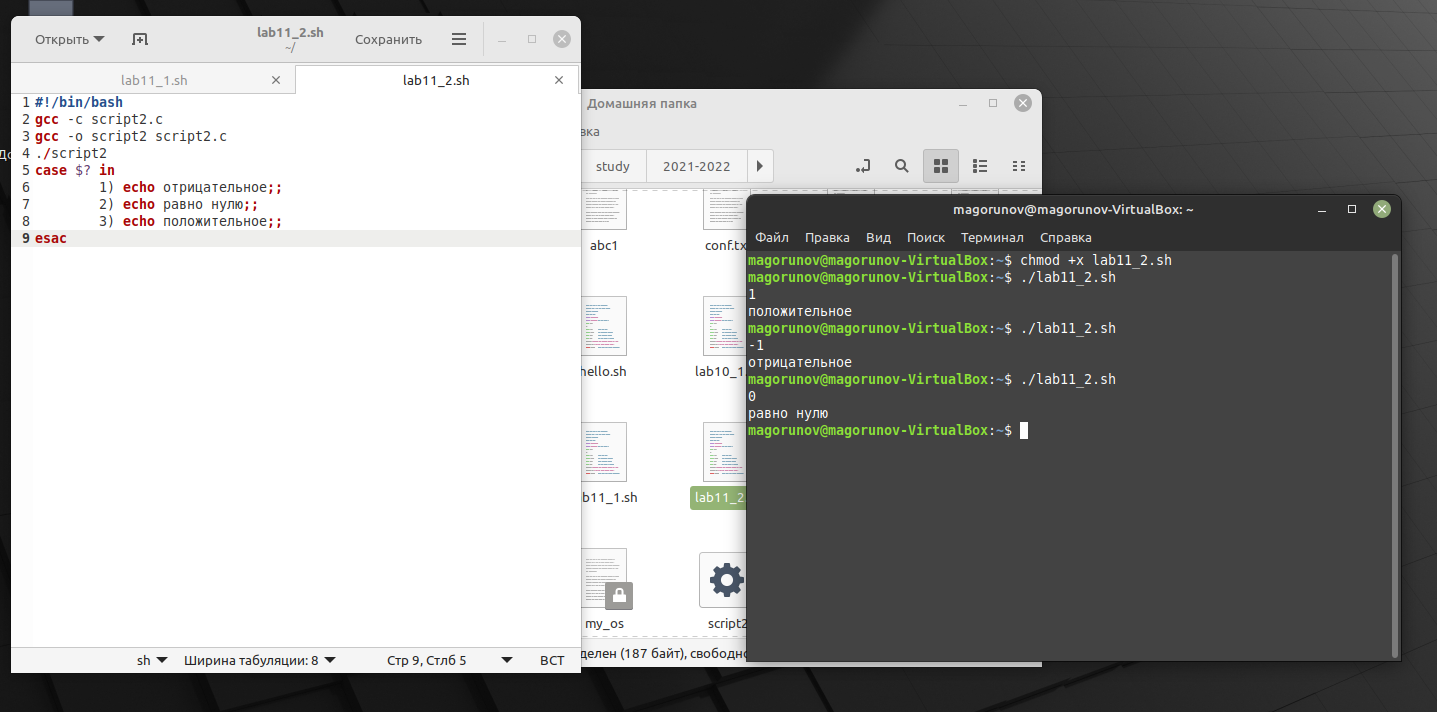 Открыть
lab11_2.sh
~/
Сохранить
lab11_1.sh
lab11_2.sh
1 #!/bin/bash
2 gcc -c script2.c
3 gcc -o script2 script2.c
4 ./script2
5 case $? in
6 1) echo отрицательное;;
7 2) echo равно нулю;;
8 3) echo положительное;;
9 esac
sh
Ширина табуляции: 8
Стр 9, Стлб 5
ВСТ
Домашняя папка
вка
study
2021-2022
abc1
conf.tx
hello.sh
lab10_1
b11_1.sh
lab11_2
my_os
script2
делен (187 байт), свободно
magorunov@magorunov-VirtualBox: ~
Файл Правка Вид Поиск Терминал Справка
magorunov@magorunov-VirtualBox:~$ chmod +x lab11_2.sh
magorunov@magorunov-VirtualBox:~$ ./lab11_2.sh
1
положительное
magorunov@magorunov-VirtualBox:~$ ./lab11_2.sh
-1
отрицательное
magorunov@magorunov-VirtualBox:~$ ./lab11_2.sh
0
равно нулю
magorunov@magorunov-VirtualBox:~$